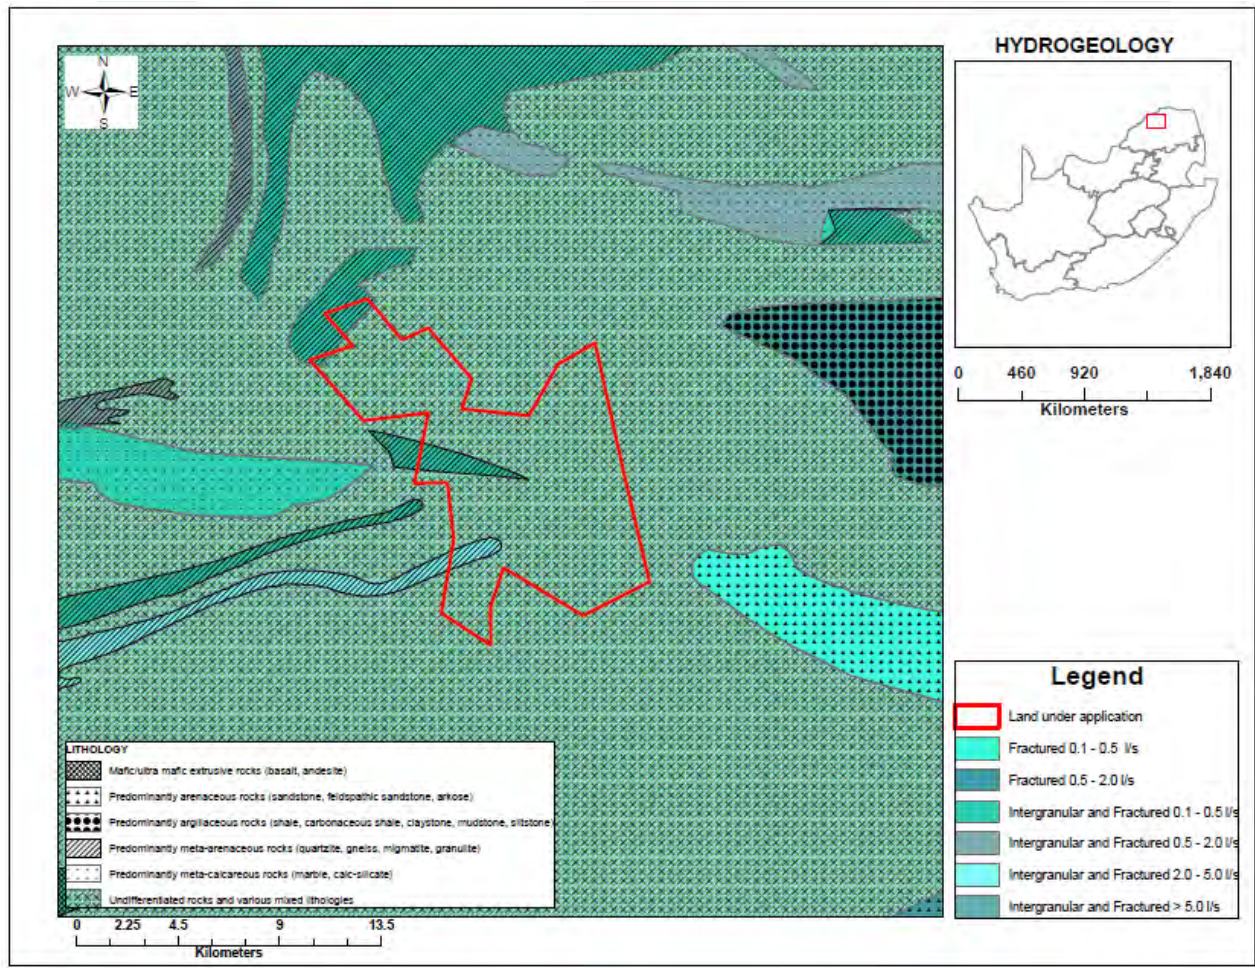 HYDROGEOLOGY
N
W E
S
0 460 920 1,840
Kilometers
Legend
Land under application
Fractured 0.1 - 0.5 l/s
Fractured 0.5 - 2.0 l/s
Intergranular and Fractured 0.1 - 0.5 l/s
Intergranular and Fractured 0.5 - 2.0 l/s
Intergranular and Fractured 2.0 - 5.0 l/s
Intergranular and Fractured > 5.0 l/s
LITHOLOGY
Mafic/ultra mafic extrusive rocks (basalt, andesite)
Predominantly arenaceous rocks (sandstone, feldspathic sandstone, arkose)
Predominantly argillaceous rocks (shale, carbonaceous shale, claystone, mudstone, siltstone)
Predominantly meta-arenaceous rocks (quartzite, gneiss, migmatite, granulite)
Predominantly meta-calcareous rocks (marble, calc-silicate)
Undifferentiated rocks and various mixed lithologies
0 2.25 4.5 9 13.5
Kilometers